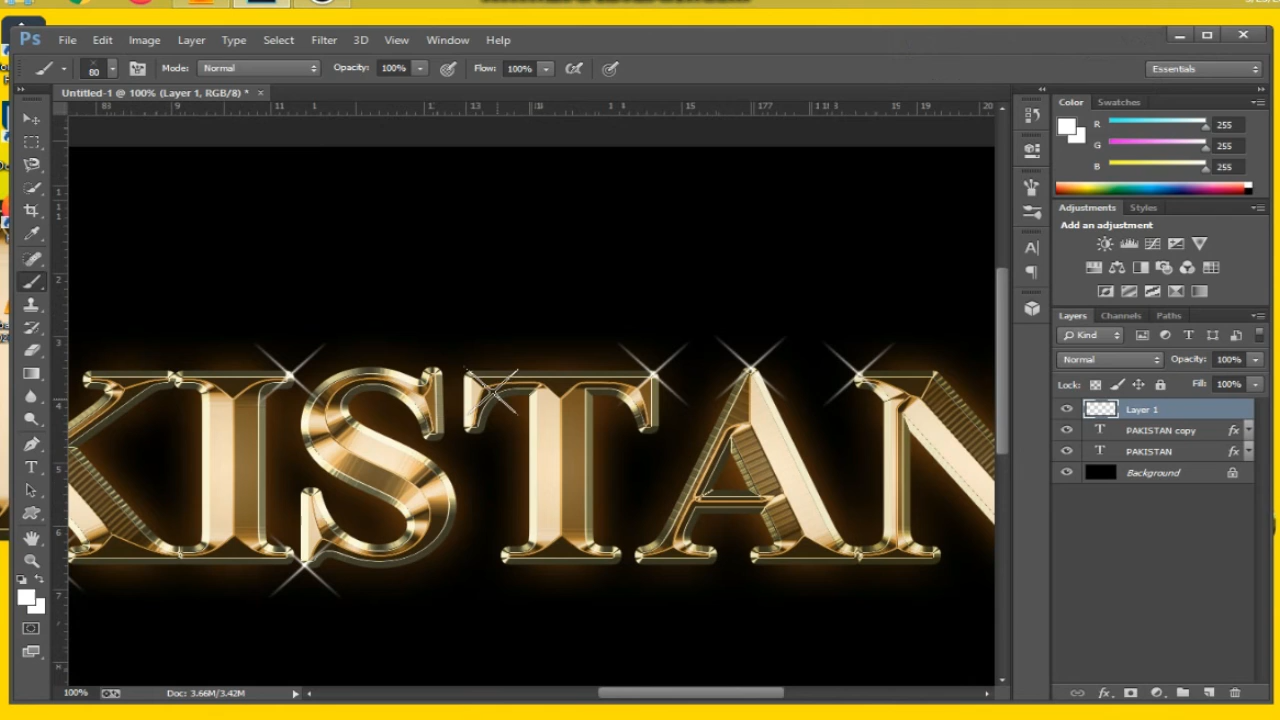 Ps File Edit Image Layer Type Select Filter 3D View Window Help
80 Mode: Normal Opacity: 100% Flow: 100% Essentials
Untitled-1 @ 100% (Layer 1, RGB/8) * ×
Color Swatches
R 255
G 255
B 255
Adjustments Styles
Add an adjustment
Layers Channels Paths
Kind
Normal Opacity: 100%
Lock: Fill: 100%
Layer 1
PAKISTAN copy fx
PAKISTAN fx
Background
KISTAN
100% Doc: 3.66M/3.42M